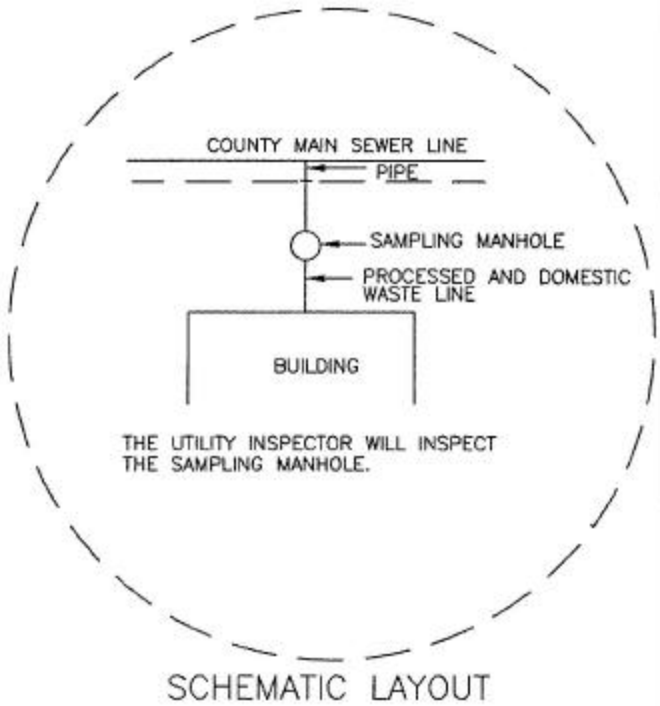 COUNTY MAIN SEWER LINE
PIPE
SAMPLING MANHOLE
PROCESSED AND DOMESTIC
WASTE LINE
BUILDING
THE UTILITY INSPECTOR WILL INSPECT
THE SAMPLING MANHOLE.
SCHEMATIC LAYOUT